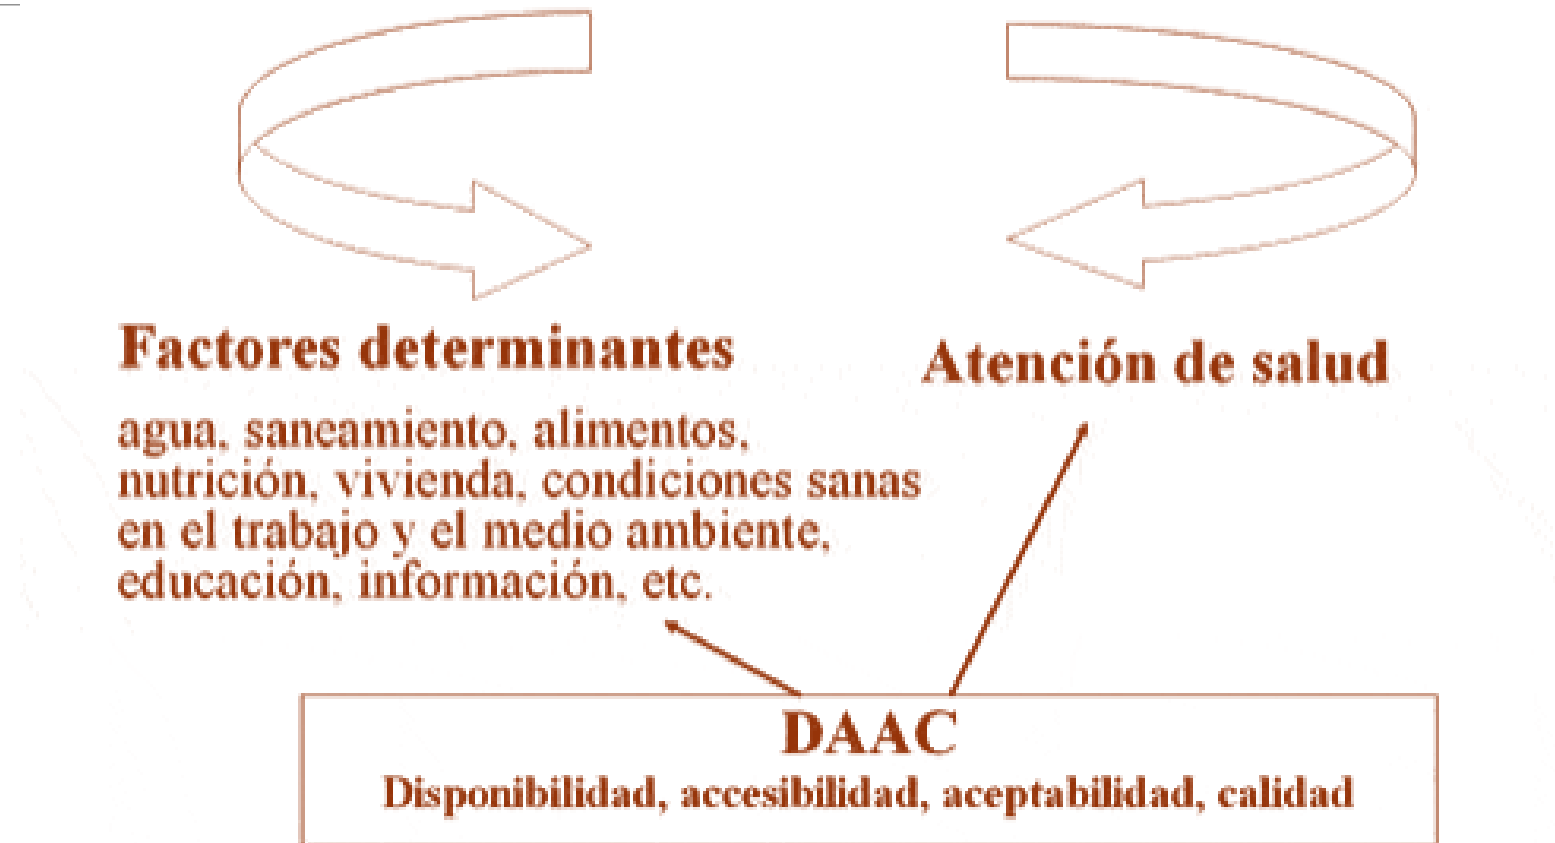 Factores determinantes
agua, saneamiento, alimentos,
nutrición, vivienda, condiciones sanas
en el trabajo y el medio ambiente,
educación, información, etc.
Atención de salud
DAAC
Disponibilidad, accesibilidad, aceptabilidad, calidad